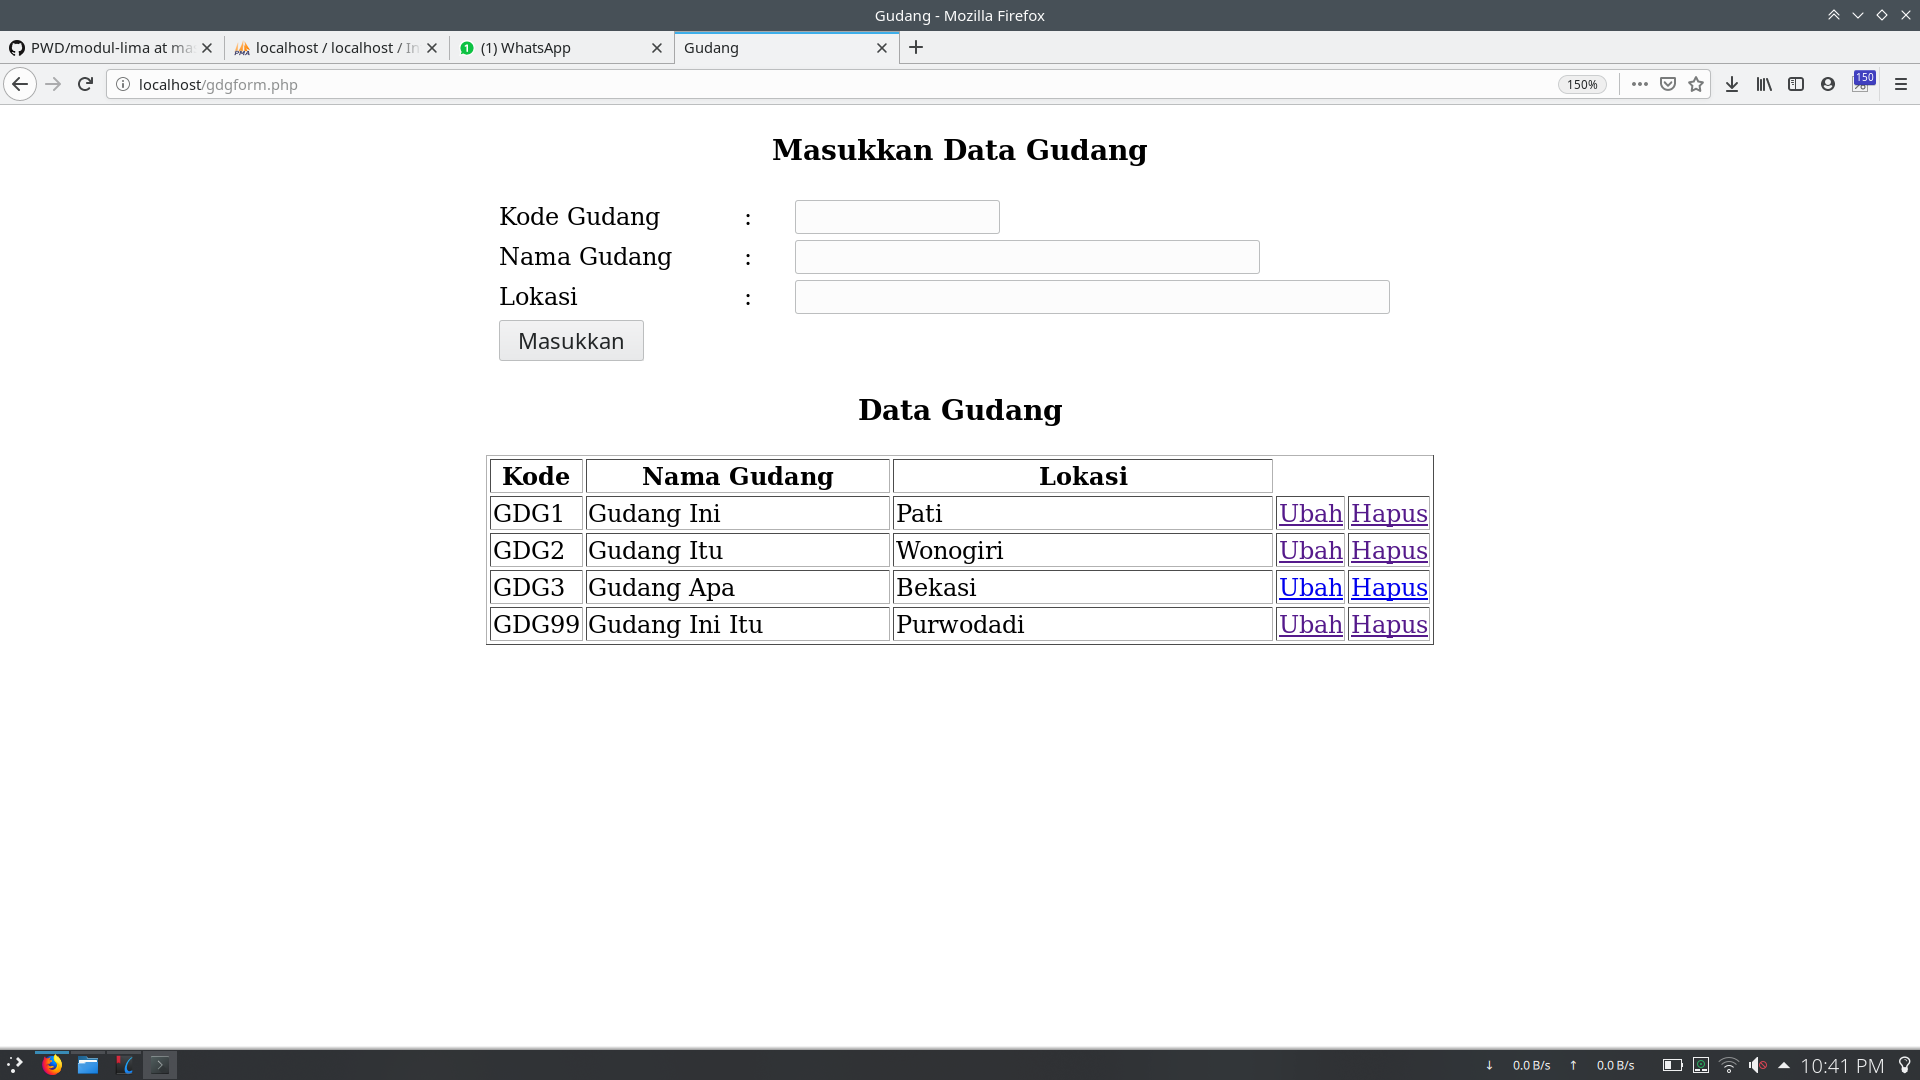 Gudang - Mozilla Firefox
PWD/modul-lima at ma
localhost / localhost / In
(1) WhatsApp
Gudang
localhost/gdgform.php
150%
150
Masukkan Data Gudang
Kode Gudang :
Nama Gudang :
Lokasi :
Masukkan
Data Gudang
Kode Nama Gudang Lokasi
GDG1 Gudang Ini Pati Ubah Hapus
GDG2 Gudang Itu Wonogiri Ubah Hapus
GDG3 Gudang Apa Bekasi Ubah Hapus
GDG99 Gudang Ini Itu Purwodadi Ubah Hapus
↓ 0.0 B/s ↑ 0.0 B/s 10:41 PM